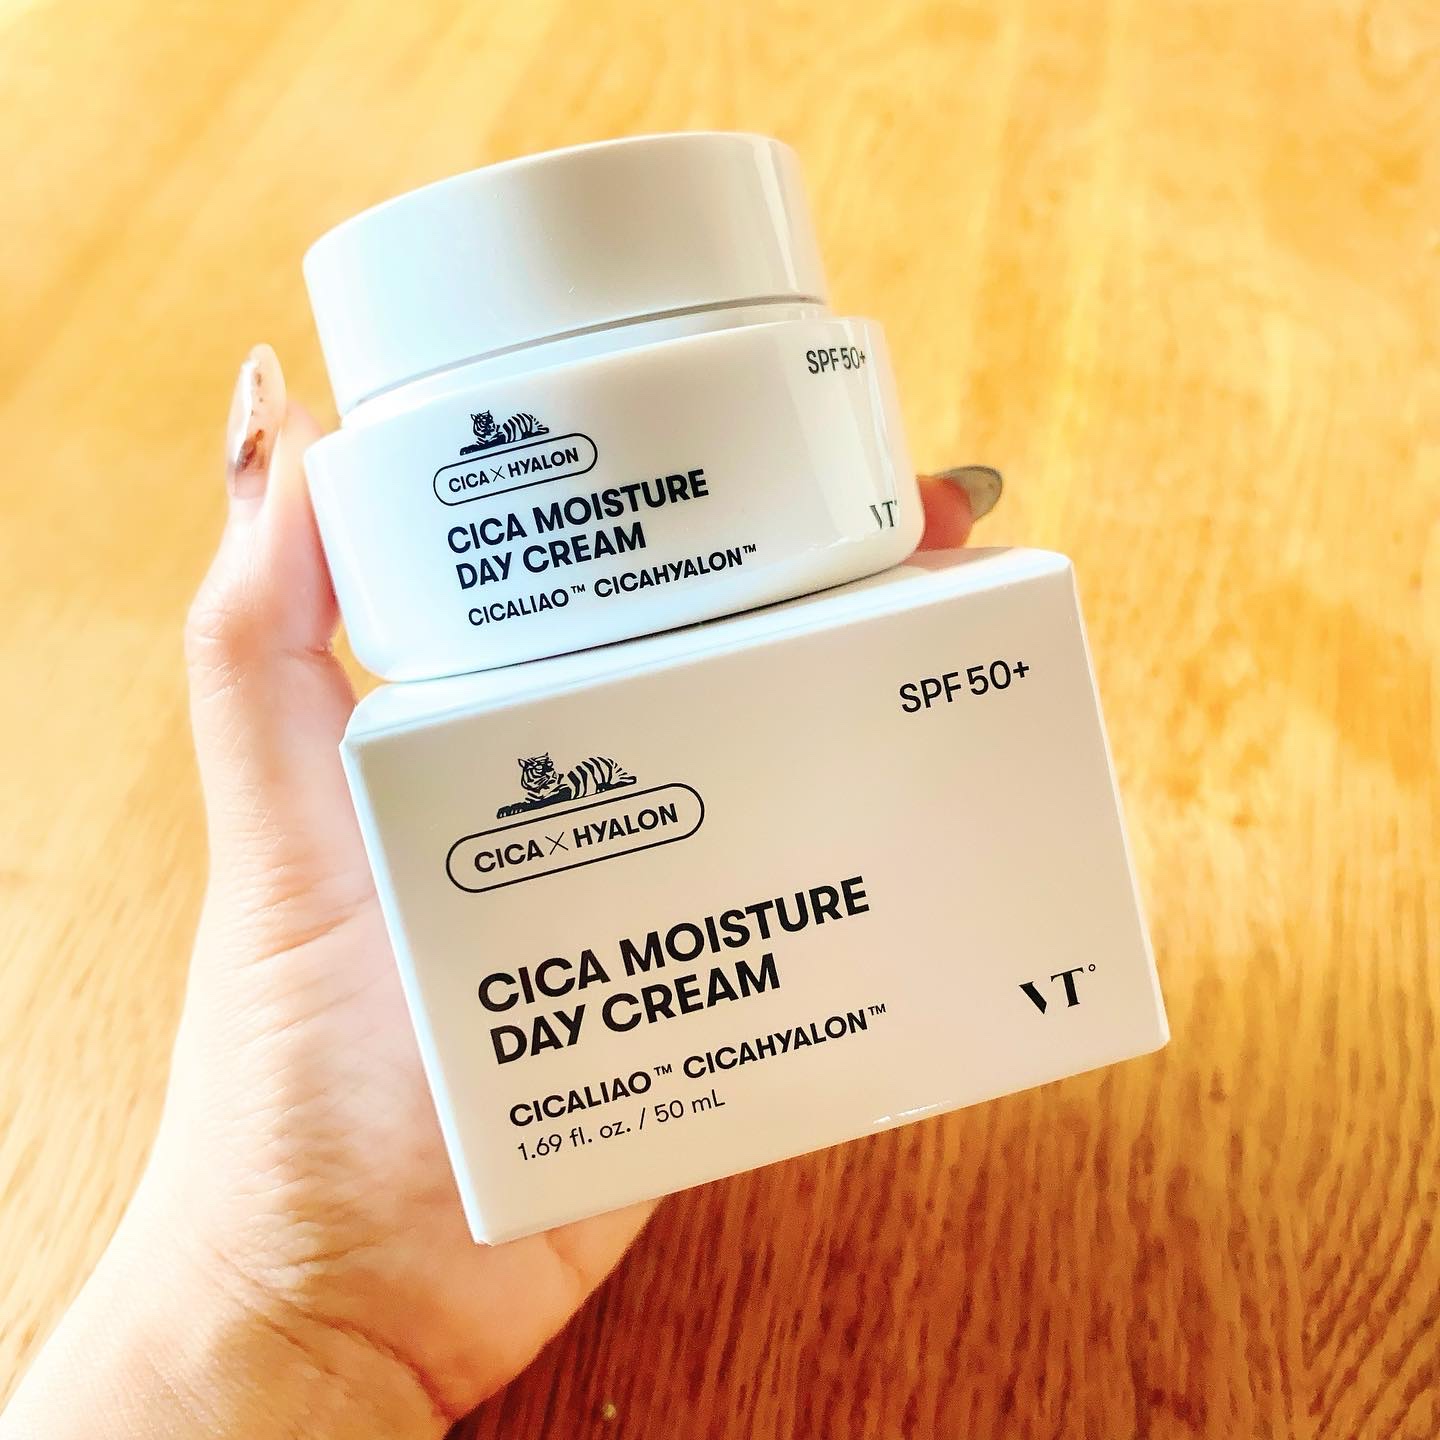 SPF 50+
CICA X HYALON
CICA MOISTURE
DAY CREAM
CICALIAO™ CICAHYALON™
VT°
SPF 50+
CICA X HYALON
CICA MOISTURE
DAY CREAM
CICALIAO™ CICAHYALON™
1.69 fl. oz. / 50 mL
VT°